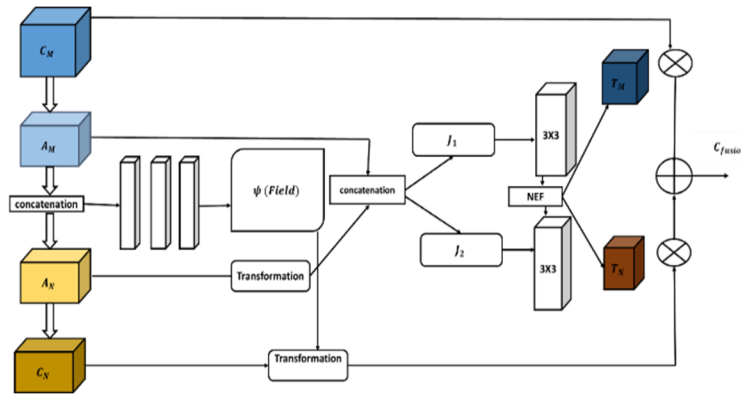 C_M
A_M
concatenation
A_N
C_N
ψ (Field)
Transformation
Transformation
concatenation
J_1
J_2
3X3
NEF
3X3
T_M
T_N
C_fusio